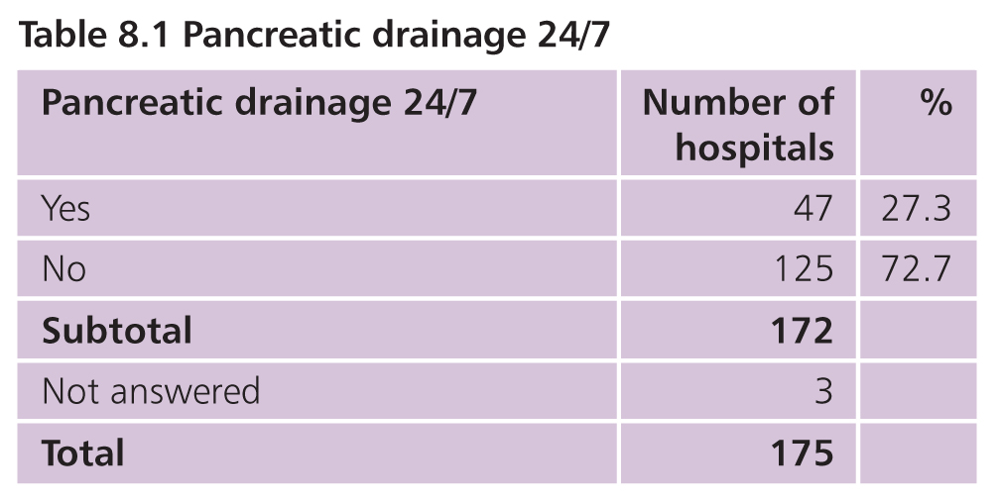 Table 8.1 Pancreatic drainage 24/7
Pancreatic drainage 24/7 Number of hospitals %
Yes 47 27.3
No 125 72.7
Subtotal 172
Not answered 3
Total 175